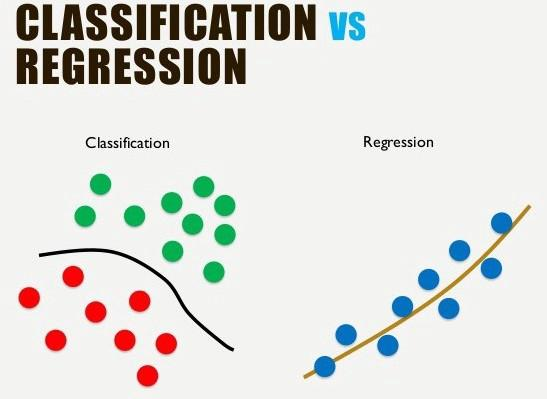 CLASSIFICATION VS
REGRESSION
Classification
Regression